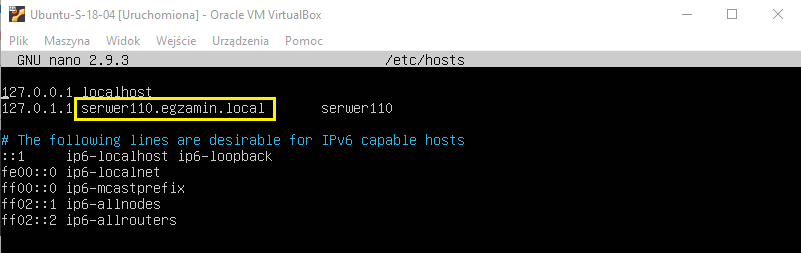 Ubuntu-S-18-04 [Uruchomiona] - Oracle VM VirtualBox
Plik Maszyna Widok Wejście Urządzenia Pomoc
GNU nano 2.9.3 /etc/hosts
127.0.0.1 localhost
127.0.1.1 serwer110.egzamin.local serwer110
# The following lines are desirable for IPv6 capable hosts
::1 ip6-localhost ip6-loopback
fe00::0 ip6-localnet
ff00::0 ip6-mcastprefix
ff02::1 ip6-allnodes
ff02::2 ip6-allrouters